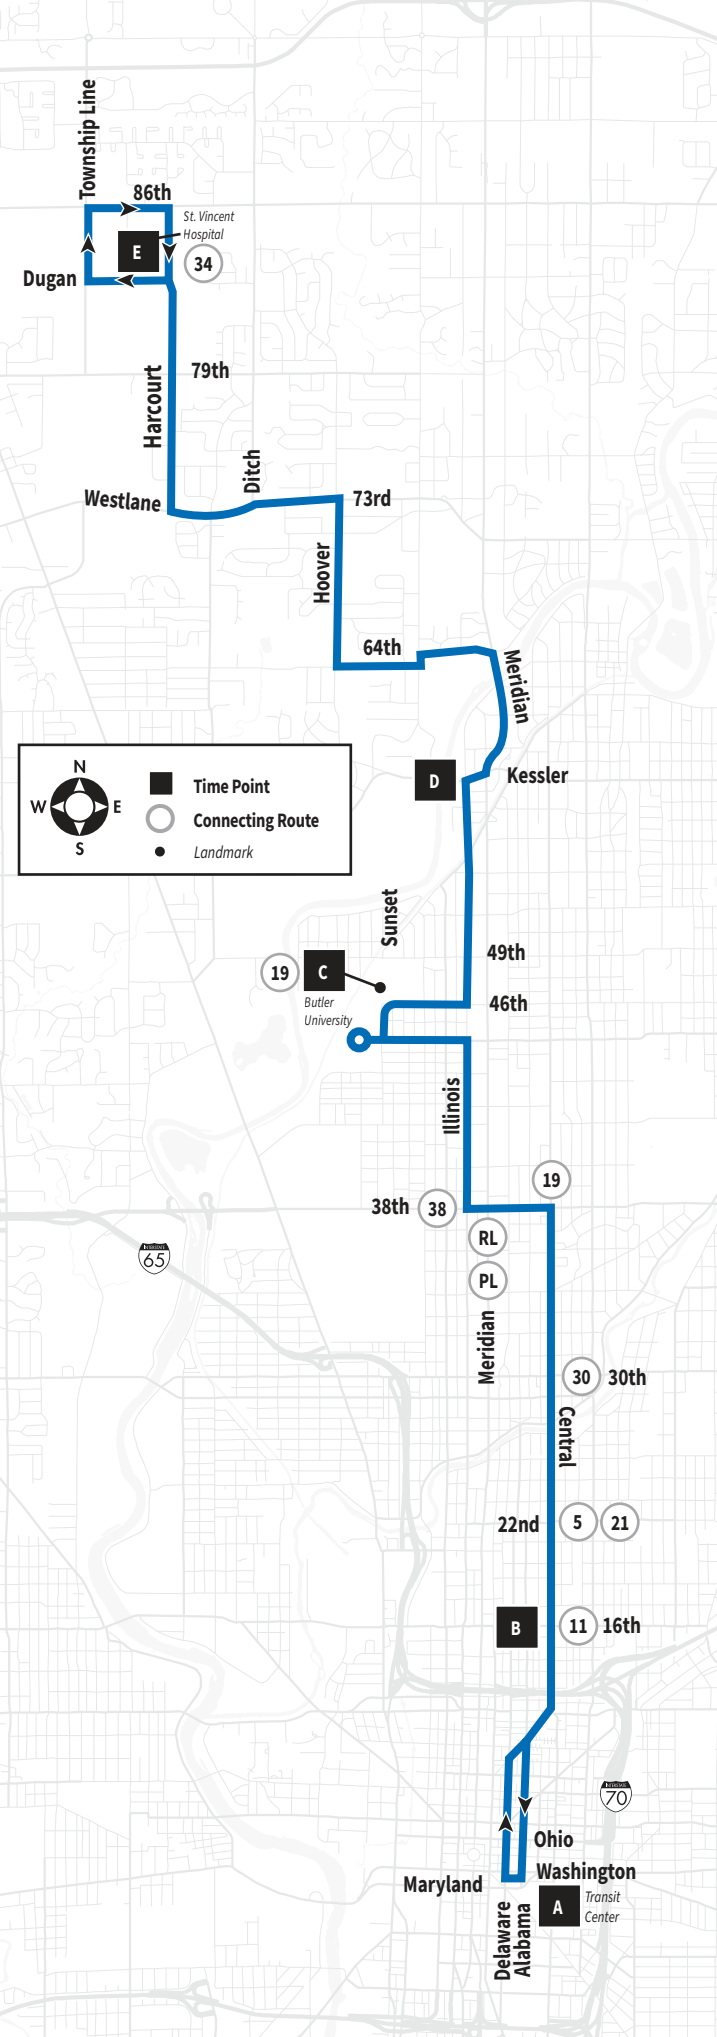 Township Line
86th
St. Vincent
Hospital
E
34
Dugan
79th
Harcourt
Ditch
Westlane
73rd
Hoover
64th
Meridian
N
W
E
S
Time Point
Connecting Route
Landmark
D
Kessler
Sunset
49th
19
C
Butler
University
46th
Illinois
19
38th
38
RL
PL
INTERSTATE
65
Meridian
30
30th
Central
22nd
5
21
B
11
16th
INTERSTATE
70
Ohio
Washington
Maryland
A
Transit
Center
Delaware
Alabama